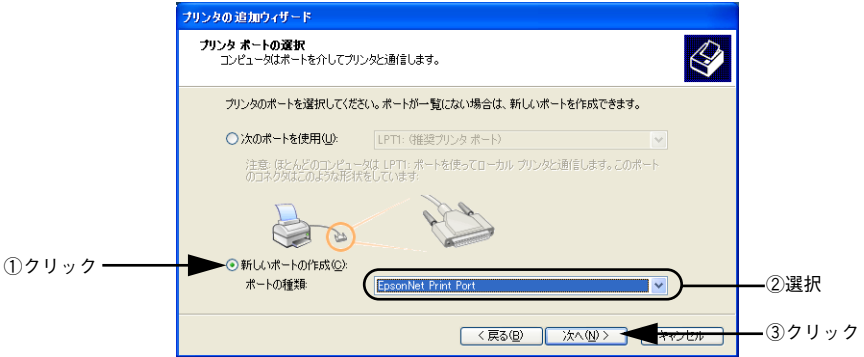 プリンタの追加ウィザード
プリンタ ポートの選択
コンピュータはポートを介してプリンタと通信します。
プリンタのポートを選択してください。ポートが一覧にない場合は、新しいポートを作成できます。
次のポートを使用(U): LPT1: (推奨プリンタ ポート)
注意: ほとんどのコンピュータは LPT1: ポートを使ってローカル プリンタと通信します。このポート
のコネクタはこのような形状をしています:
①クリック
新しいポートの作成(C):
ポートの種類: EpsonNet Print Port
②選択
< 戻る(B) 次へ(N) > キャンセル
③クリック